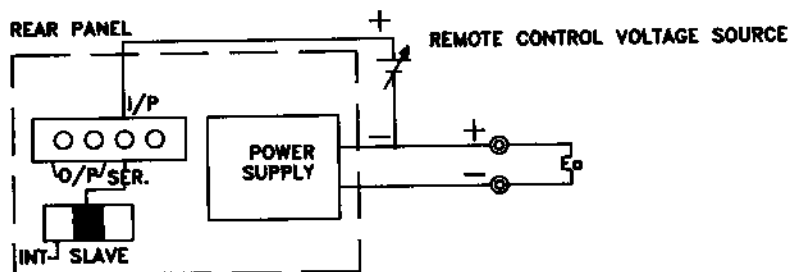 REAR PANEL
+
REMOTE CONTROL VOLTAGE SOURCE
I/P
O/P SER.
POWER
SUPPLY
−
+
−
Eo
INT SLAVE